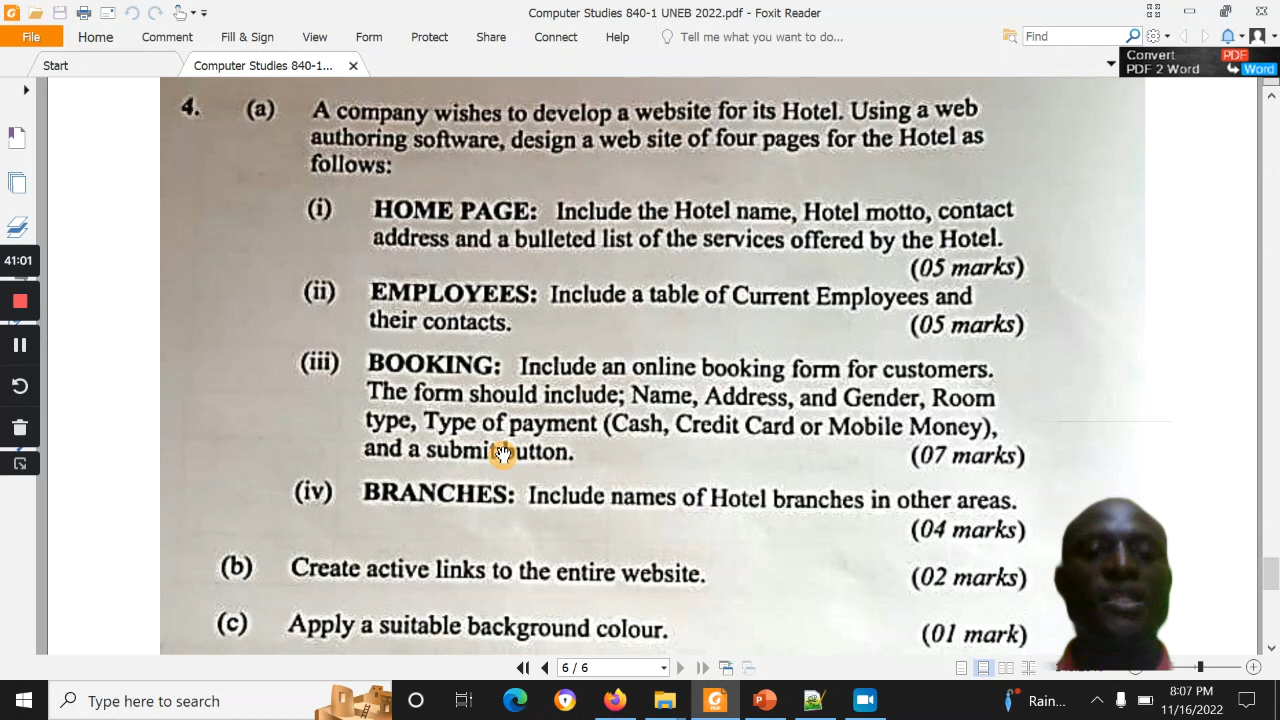 Computer Studies 840-1 UNEB 2022.pdf - Foxit Reader
File Home Comment Fill & Sign View Form Protect Share Connect Help Tell me what you want to do... Find
Start Computer Studies 840-1...
Convert PDF
PDF 2 Word Word
4. (a) A company wishes to develop a website for its Hotel. Using a web
authoring software, design a web site of four pages for the Hotel as
follows:
(i) HOME PAGE: Include the Hotel name, Hotel motto, contact
address and a bulleted list of the services offered by the Hotel.
(05 marks)
(ii) EMPLOYEES: Include a table of Current Employees and
their contacts. (05 marks)
41:01
(iii) BOOKING: Include an online booking form for customers.
The form should include; Name, Address, and Gender, Room
type, Type of payment (Cash, Credit Card or Mobile Money),
and a submit button. (07 marks)
(iv) BRANCHES: Include names of Hotel branches in other areas.
(04 marks)
(b) Create active links to the entire website. (02 marks)
(c) Apply a suitable background colour. (01 mark)
6 / 6
Type here to search
Rain...
8:07 PM
11/16/2022